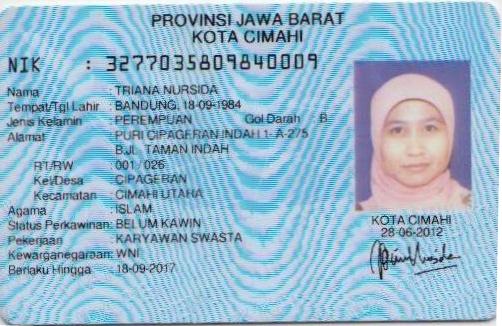 PROVINSI JAWA BARAT
KOTA CIMAHI
NIK : 3277035809840009
Nama : TRIANA NURSIDA
Tempat/Tgl Lahir : BANDUNG, 18-09-1984
Jenis Kelamin : PEREMPUAN Gol Darah : B
Alamat : PURI CIPAGERAN INDAH 1- A-275
B.JL. TAMAN INDAH
RT/RW : 001 / 026
Kel/Desa : CIPAGERAN
Kecamatan : CIMAHI UTARA
Agama : ISLAM
Status Perkawinan: BELUM KAWIN
Pekerjaan : KARYAWAN SWASTA
Kewarganegaraan: WNI
Berlaku Hingga : 18-09-2017
KOTA CIMAHI
28-06-2012